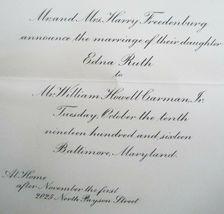 Mr. and Mrs. Harry Freedenburg
announce the marriage of their daughter
Edna Ruth
to
Mr. William Howell Carman Jr.
Tuesday, October the tenth
nineteen hundred and sixteen
Baltimore, Maryland.
At Home
after November the first
2025 North Payson Street